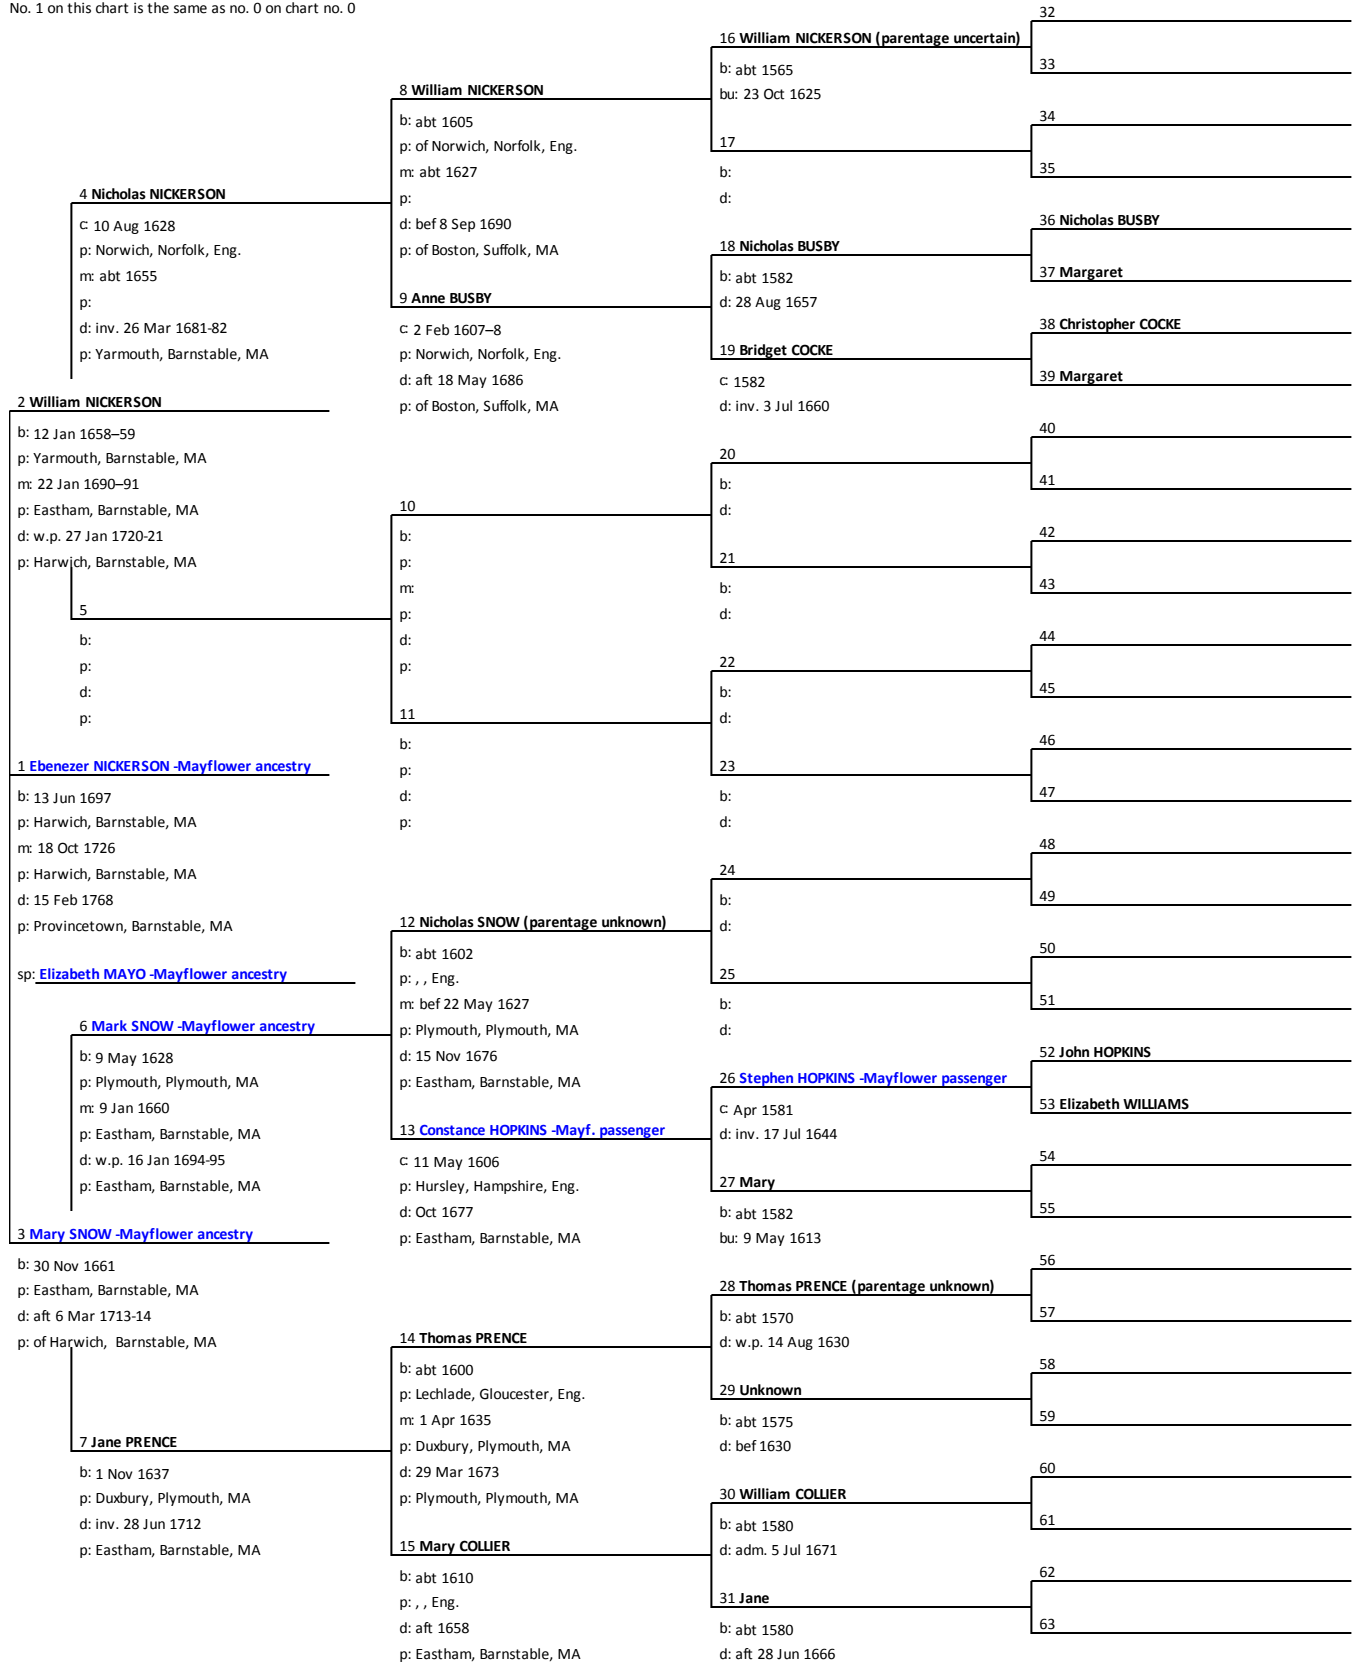 No. 1 on this chart is the same as no. 0 on chart no. 0
2 William NICKERSON
b: 12 Jan 1658–59
p: Yarmouth, Barnstable, MA
m: 22 Jan 1690–91
p: Eastham, Barnstable, MA
d: w.p. 27 Jan 1720-21
p: Harwich, Barnstable, MA
1 Ebenezer NICKERSON -Mayflower ancestry
b: 13 Jun 1697
p: Harwich, Barnstable, MA
m: 18 Oct 1726
p: Harwich, Barnstable, MA
d: 15 Feb 1768
p: Provincetown, Barnstable, MA
sp: Elizabeth MAYO -Mayflower ancestry
3 Mary SNOW -Mayflower ancestry
b: 30 Nov 1661
p: Eastham, Barnstable, MA
d: aft 6 Mar 1713-14
p: of Harwich, Barnstable, MA
4 Nicholas NICKERSON
c: 10 Aug 1628
p: Norwich, Norfolk, Eng.
m: abt 1655
p:
d: inv. 26 Mar 1681-82
p: Yarmouth, Barnstable, MA
5
b:
p:
d:
p:
6 Mark SNOW -Mayflower ancestry
b: 9 May 1628
p: Plymouth, Plymouth, MA
m: 9 Jan 1660
p: Eastham, Barnstable, MA
d: w.p. 16 Jan 1694-95
p: Eastham, Barnstable, MA
7 Jane PRENCE
b: 1 Nov 1637
p: Duxbury, Plymouth, MA
d: inv. 28 Jun 1712
p: Eastham, Barnstable, MA
8 William NICKERSON
b: abt 1605
p: of Norwich, Norfolk, Eng.
m: abt 1627
p:
d: bef 8 Sep 1690
p: of Boston, Suffolk, MA
9 Anne BUSBY
c: 2 Feb 1607–8
p: Norwich, Norfolk, Eng.
d: aft 18 May 1686
p: of Boston, Suffolk, MA
10
b:
p:
m:
p:
d:
p:
11
b:
p:
d:
p:
12 Nicholas SNOW (parentage unknown)
b: abt 1602
p: , , Eng.
m: bef 22 May 1627
p: Plymouth, Plymouth, MA
d: 15 Nov 1676
p: Eastham, Barnstable, MA
13 Constance HOPKINS -Mayf. passenger
c: 11 May 1606
p: Hursley, Hampshire, Eng.
d: Oct 1677
p: Eastham, Barnstable, MA
14 Thomas PRENCE
b: abt 1600
p: Lechlade, Gloucester, Eng.
m: 1 Apr 1635
p: Duxbury, Plymouth, MA
d: 29 Mar 1673
p: Plymouth, Plymouth, MA
15 Mary COLLIER
b: abt 1610
p: , , Eng.
d: aft 1658
p: Eastham, Barnstable, MA
16 William NICKERSON (parentage uncertain)
b: abt 1565
bu: 23 Oct 1625
17
b:
d:
18 Nicholas BUSBY
b: abt 1582
d: 28 Aug 1657
19 Bridget COCKE
c: 1582
d: inv. 3 Jul 1660
20
b:
d:
21
b:
d:
22
b:
d:
23
b:
d:
24
b:
d:
25
b:
d:
26 Stephen HOPKINS -Mayflower passenger
c: Apr 1581
d: inv. 17 Jul 1644
27 Mary
b: abt 1582
bu: 9 May 1613
28 Thomas PRENCE (parentage unknown)
b: abt 1570
d: w.p. 14 Aug 1630
29 Unknown
b: abt 1575
d: bef 1630
30 William COLLIER
b: abt 1580
d: adm. 5 Jul 1671
31 Jane
b: abt 1580
d: aft 28 Jun 1666
32
33
34
35
36 Nicholas BUSBY
37 Margaret
38 Christopher COCKE
39 Margaret
40
41
42
43
44
45
46
47
48
49
50
51
52 John HOPKINS
53 Elizabeth WILLIAMS
54
55
56
57
58
59
60
61
62
63